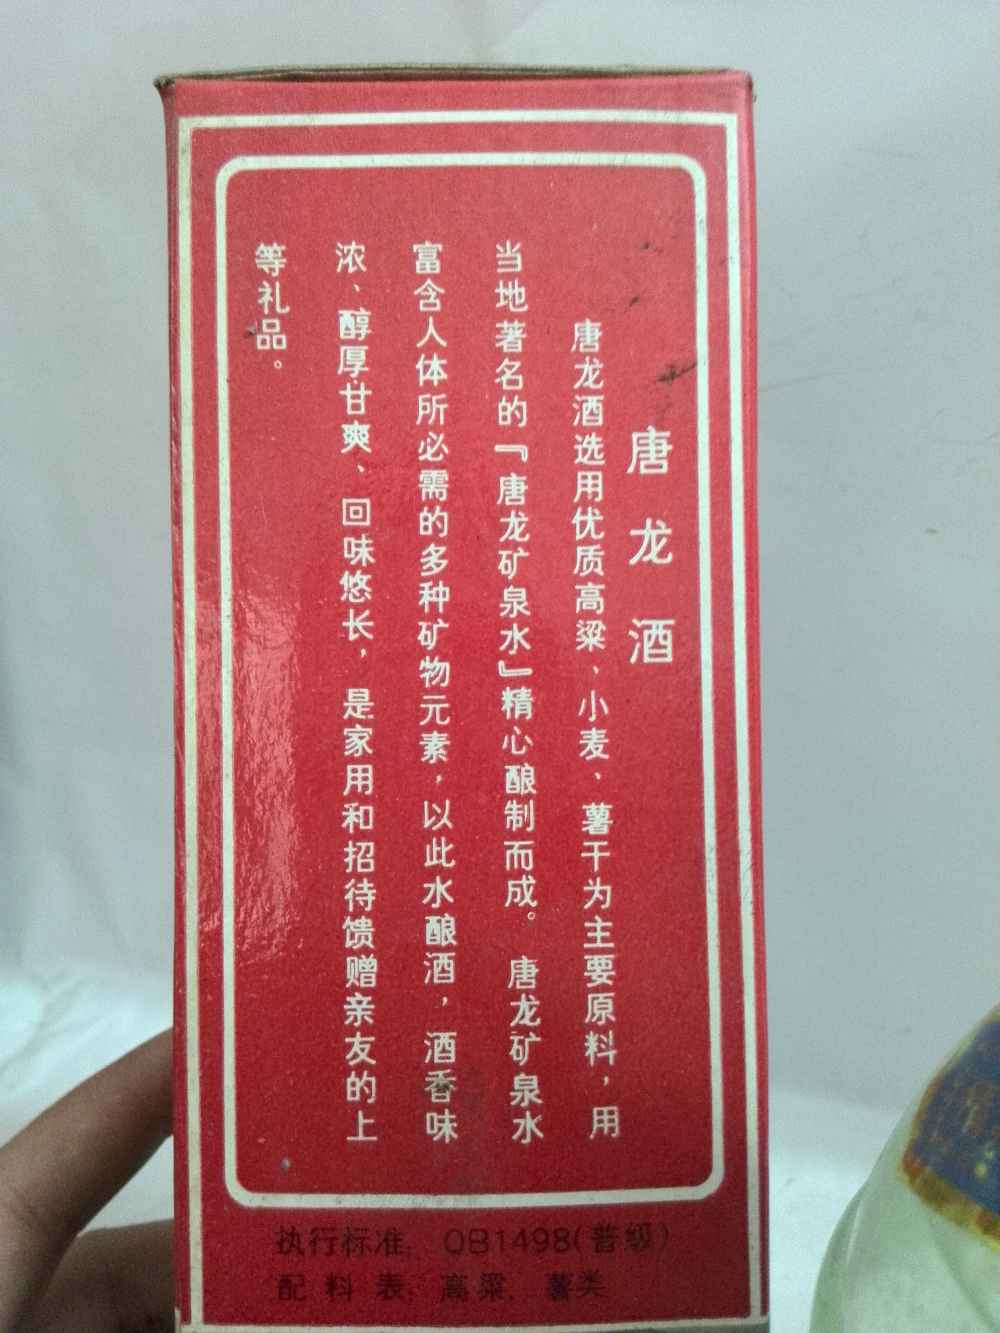 唐龙酒
唐龙酒选用优质高粱、小麦、薯干为主要原料，用
当地著名的『唐龙矿泉水』精心酿制而成。唐龙矿泉水
富含人体所必需的多种矿物元素，以此水酿酒，酒香味
浓、醇厚甘爽、回味悠长，是家用和招待馈赠亲友的上
等礼品。
执行标准：QB1498(普级)
配料表：高粱、薯类